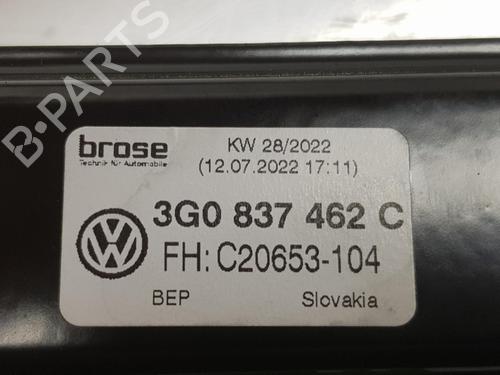 B-PARTS
brose
KW 28/2022
Technik für Automobile
(12.07.2022 17:11)
3G0 837 462 C
FH: C20653-104
BEP Slovakia